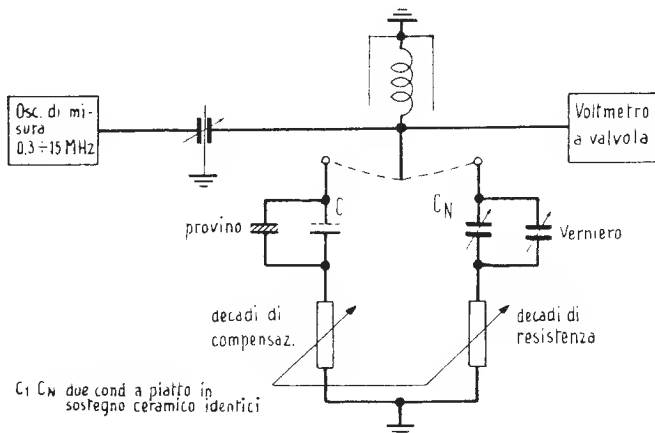 Osc. di mi-
sura
0.3÷15 MHz
Voltmetro
a valvola
provino
C
C_N
Verniero
decadi di
compensaz.
decadi di
resistenza
C₁ C_N due cond a piatto in
sostegno ceramico identici